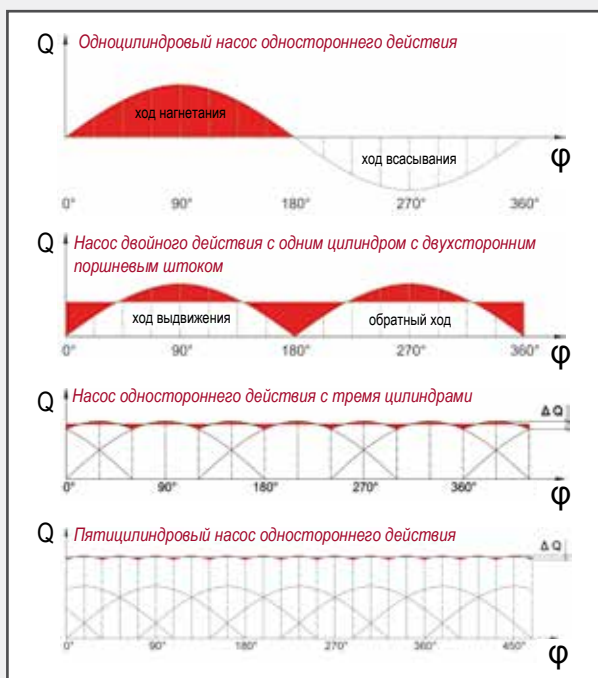 Q Одноцилиндровый насос одностороннего действия
ход нагнетания
ход всасывания
φ
0° 90° 180° 270° 360°
Q Насос двойного действия с одним цилиндром с двухсторонним
поршневым штоком
ход выдвижения обратный ход
φ
0° 90° 180° 270° 360°
Q Насос одностороннего действия с тремя цилиндрами
Δ Q
0° 90° 180° 270° 360°
φ
Q Пятицилиндровый насос одностороннего действия
Δ Q
0° 90° 180° 270° 360° 450°
φ